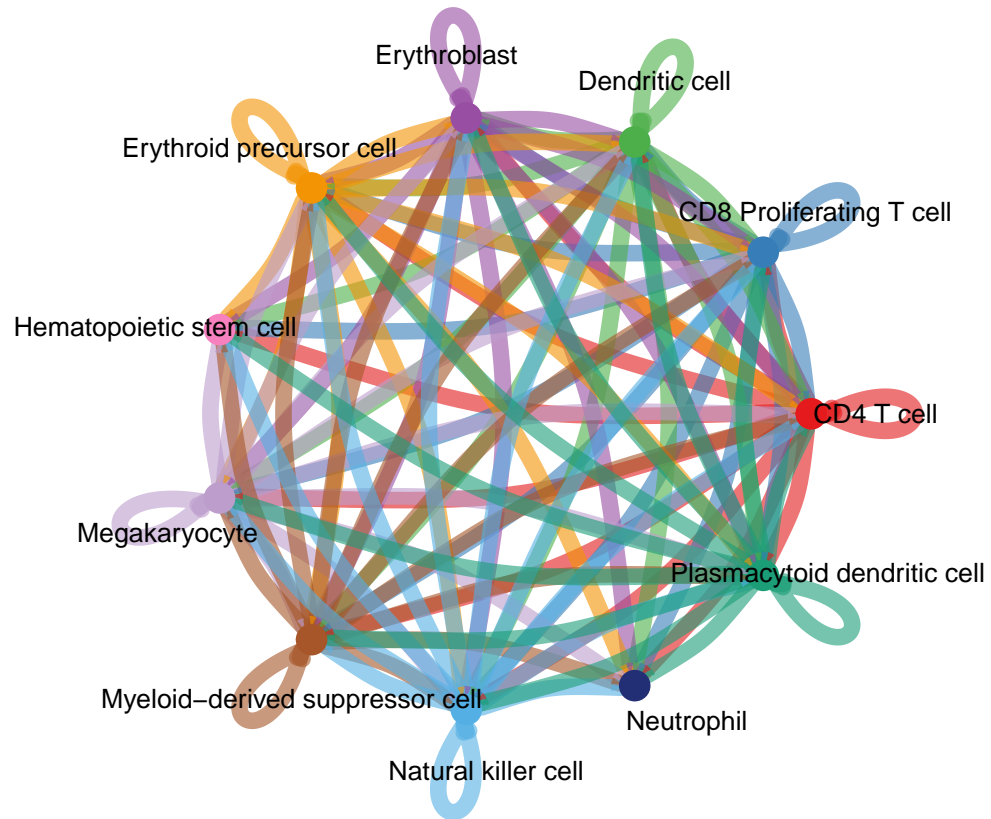 Erythroblast
Dendritic cell
Erythroid precursor cell
CD8 Proliferating T cell
Hematopoietic stem cell
CD4 T cell
Megakaryocyte
Plasmacytoid dendritic cell
Myeloid−derived suppressor cell
Neutrophil
Natural killer cell